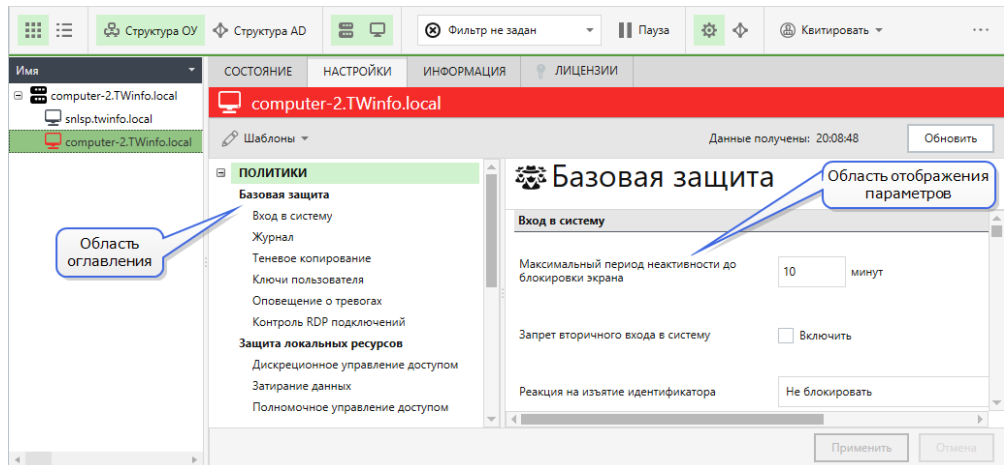 Структура ОУ
Структура AD
Фильтр не задан
Пауза
Квитировать
Имя
computer-2.TWinfo.local
snlsp.twinfo.local
computer-2.TWinfo.local
СОСТОЯНИЕ
НАСТРОЙКИ
ИНФОРМАЦИЯ
ЛИЦЕНЗИИ
computer-2.TWinfo.local
Шаблоны
Данные получены: 20:08:48
Обновить
ПОЛИТИКИ
Базовая защита
Вход в систему
Журнал
Теневое копирование
Ключи пользователя
Оповещение о тревогах
Контроль RDP подключений
Защита локальных ресурсов
Дискреционное управление доступом
Затирание данных
Полномочное управление доступом
Область
оглавления
Базовая защита
Область отображения
параметров
Вход в систему
Максимальный период неактивности до
блокировки экрана
10
минут
Запрет вторичного входа в систему
Включить
Реакция на изъятие идентификатора
Не блокировать
Применить
Отмена